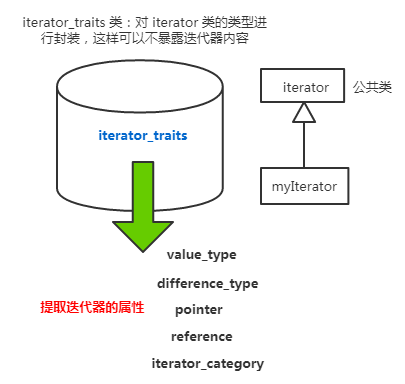 iterator_traits 类：对 iterator 类的类型进
行封装，这样可以不暴露迭代器内容
iterator 公共类
iterator_traits
myIterator
value_type
difference_type
提取迭代器的属性 pointer
reference
iterator_category